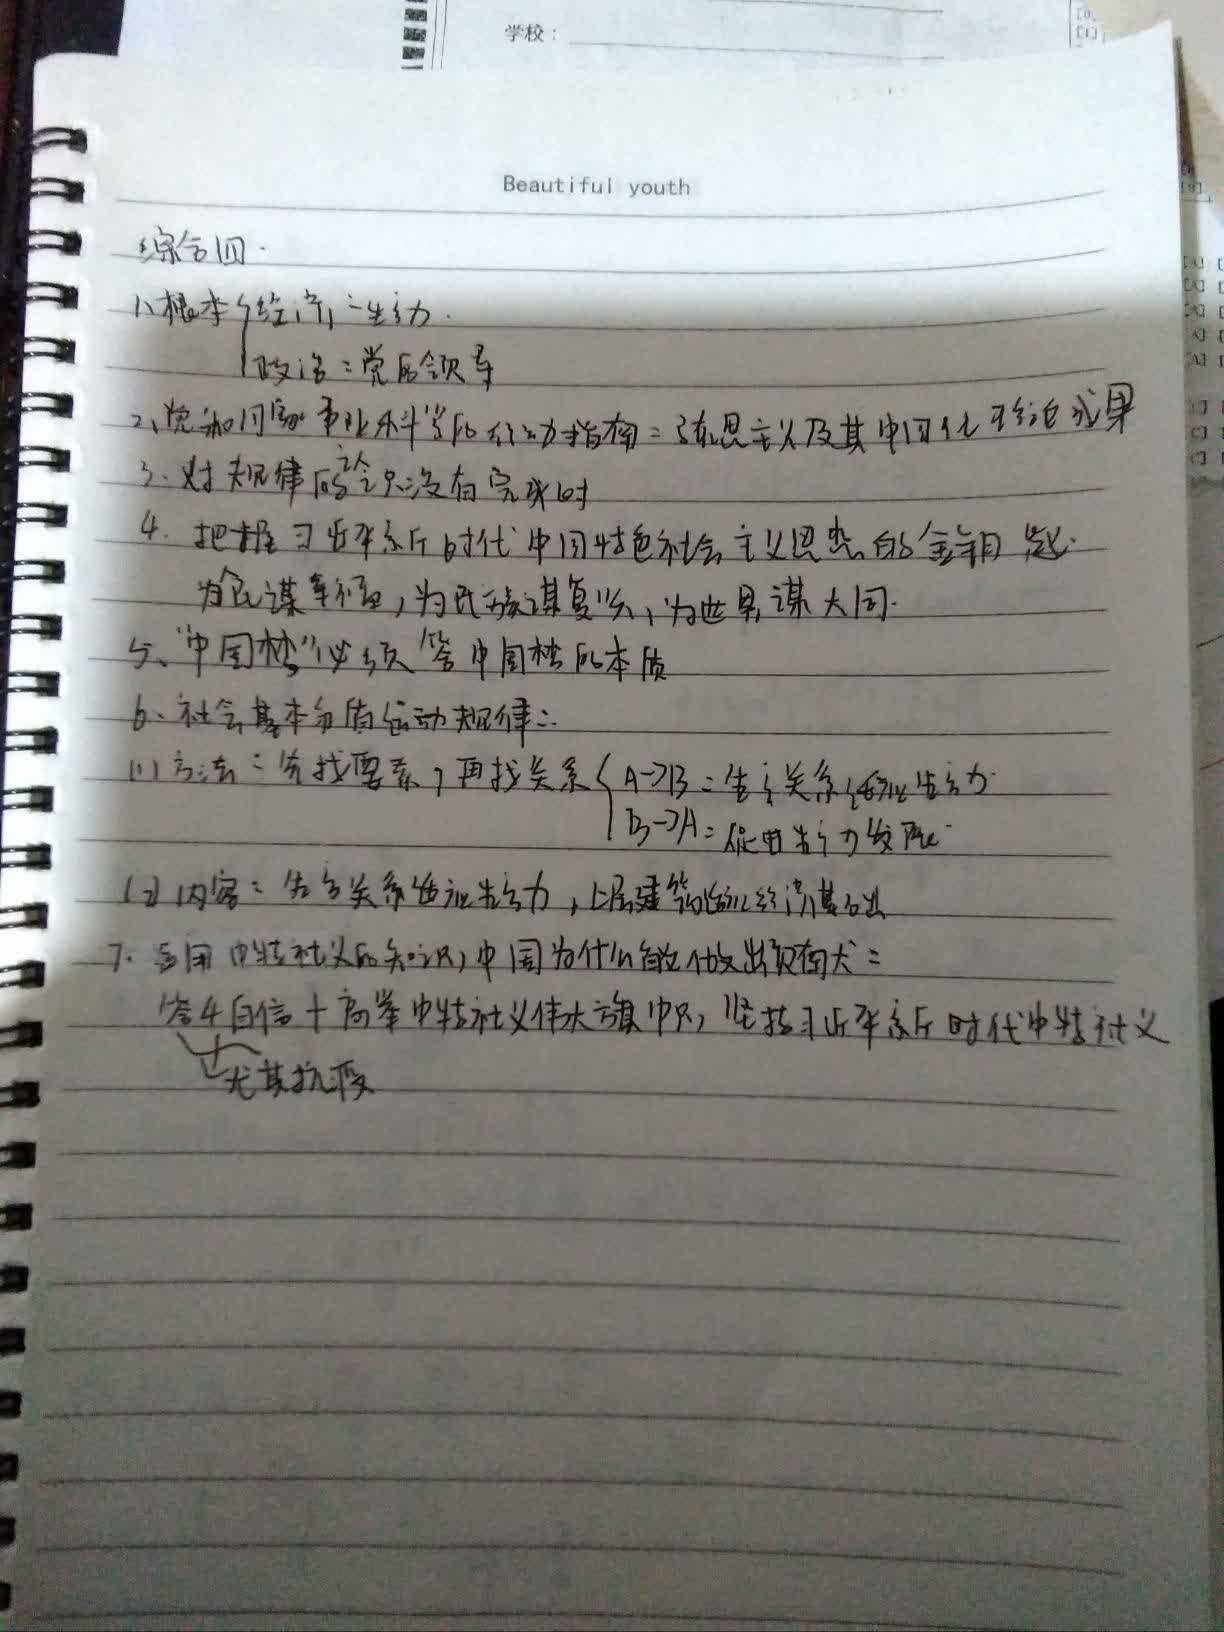 学校：
Beautiful youth
综合四.
1、根本{经济：生产力.
政治：党的领导
2、党和国家事业科学的行动指南：马思主义及其中国化理论成果
3、对规律的认识没有完成时
4. 把握习近平新时代中国特色社会主义思想的金钥匙.
为人民谋幸福，为民族谋复兴，为世界谋大同.
5、"中国梦"必须答中国梦的本质
6、社会基本矛盾运动规律：
(1)方法：先找要素，再找关系{A→B：生产关系适应生产力.
B→A：促进生产力发展.
(2)内容：生产关系适应生产力，上层建筑适应经济基础
7. 运用中特社义的知识，中国为什么能做出贡献：
答4自信+高举中特社义伟大旗帜，坚持习近平新时代中特社义
尤其抗疫